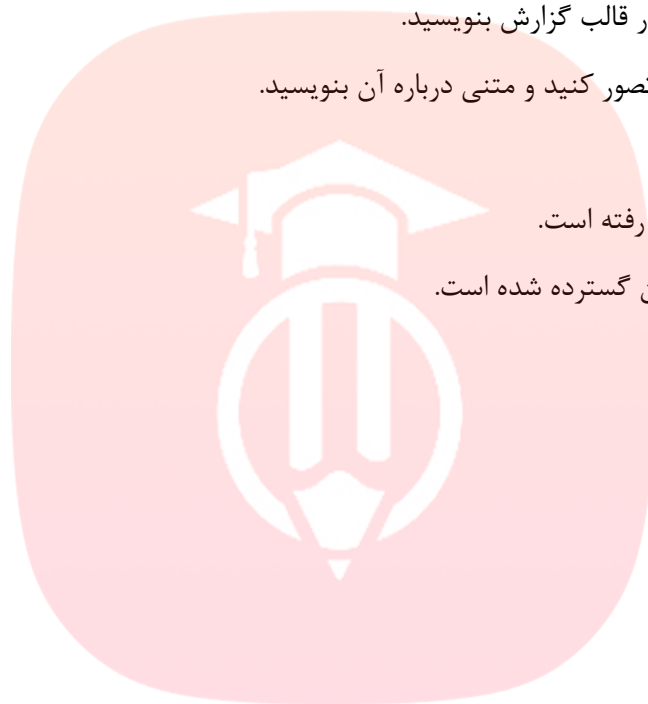 ر قالب گزارش بنویسید.
تصور کنید و متنی درباره آن بنویسید.
رفته است.
گسترده شده است.